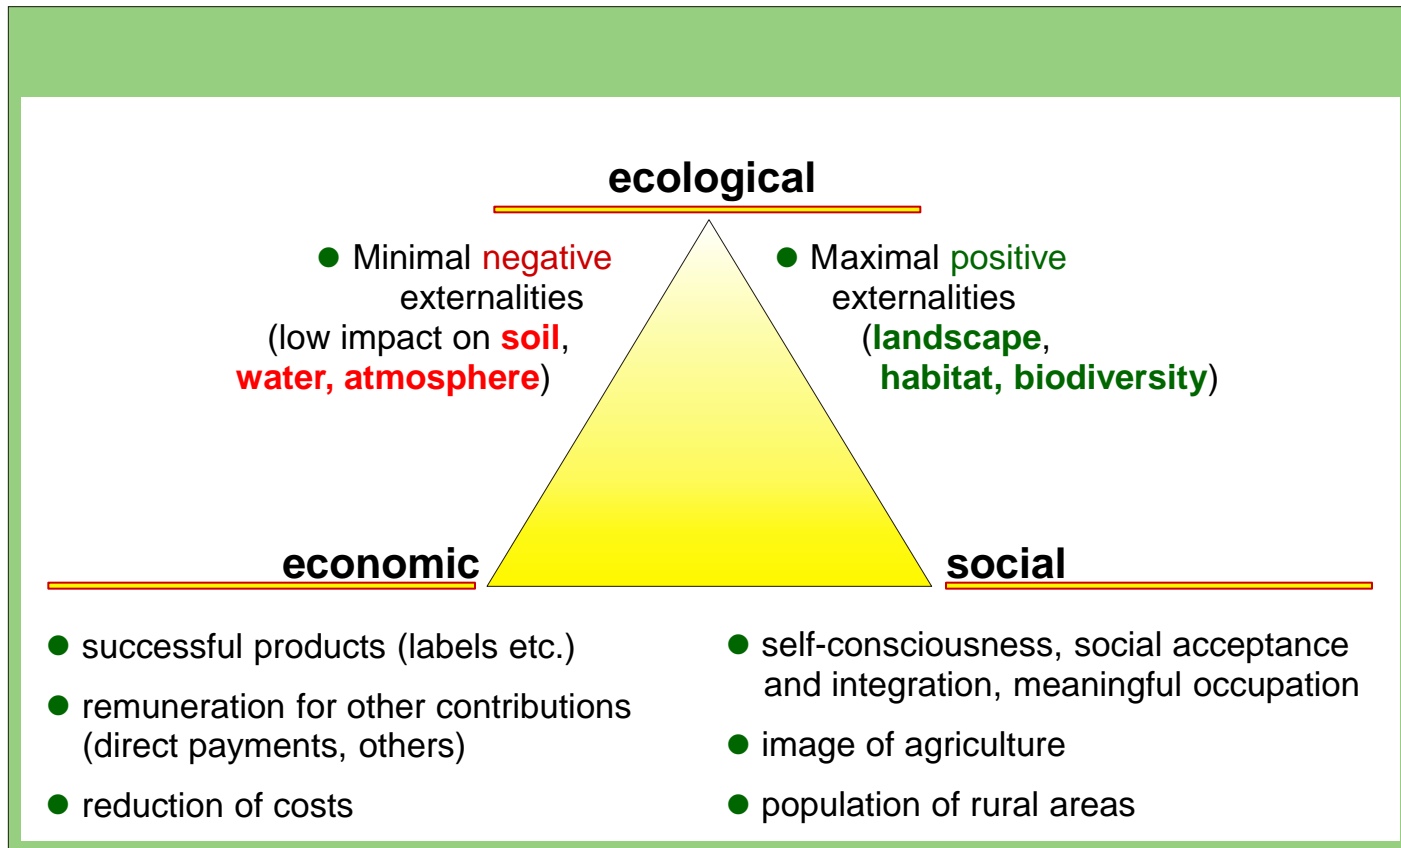 ecological
● Minimal negative
externalities
(low impact on soil,
water, atmosphere)
● Maximal positive
externalities
(landscape,
habitat, biodiversity)
economic
● successful products (labels etc.)
● remuneration for other contributions
(direct payments, others)
● reduction of costs
social
● self-consciousness, social acceptance
and integration, meaningful occupation
● image of agriculture
● population of rural areas